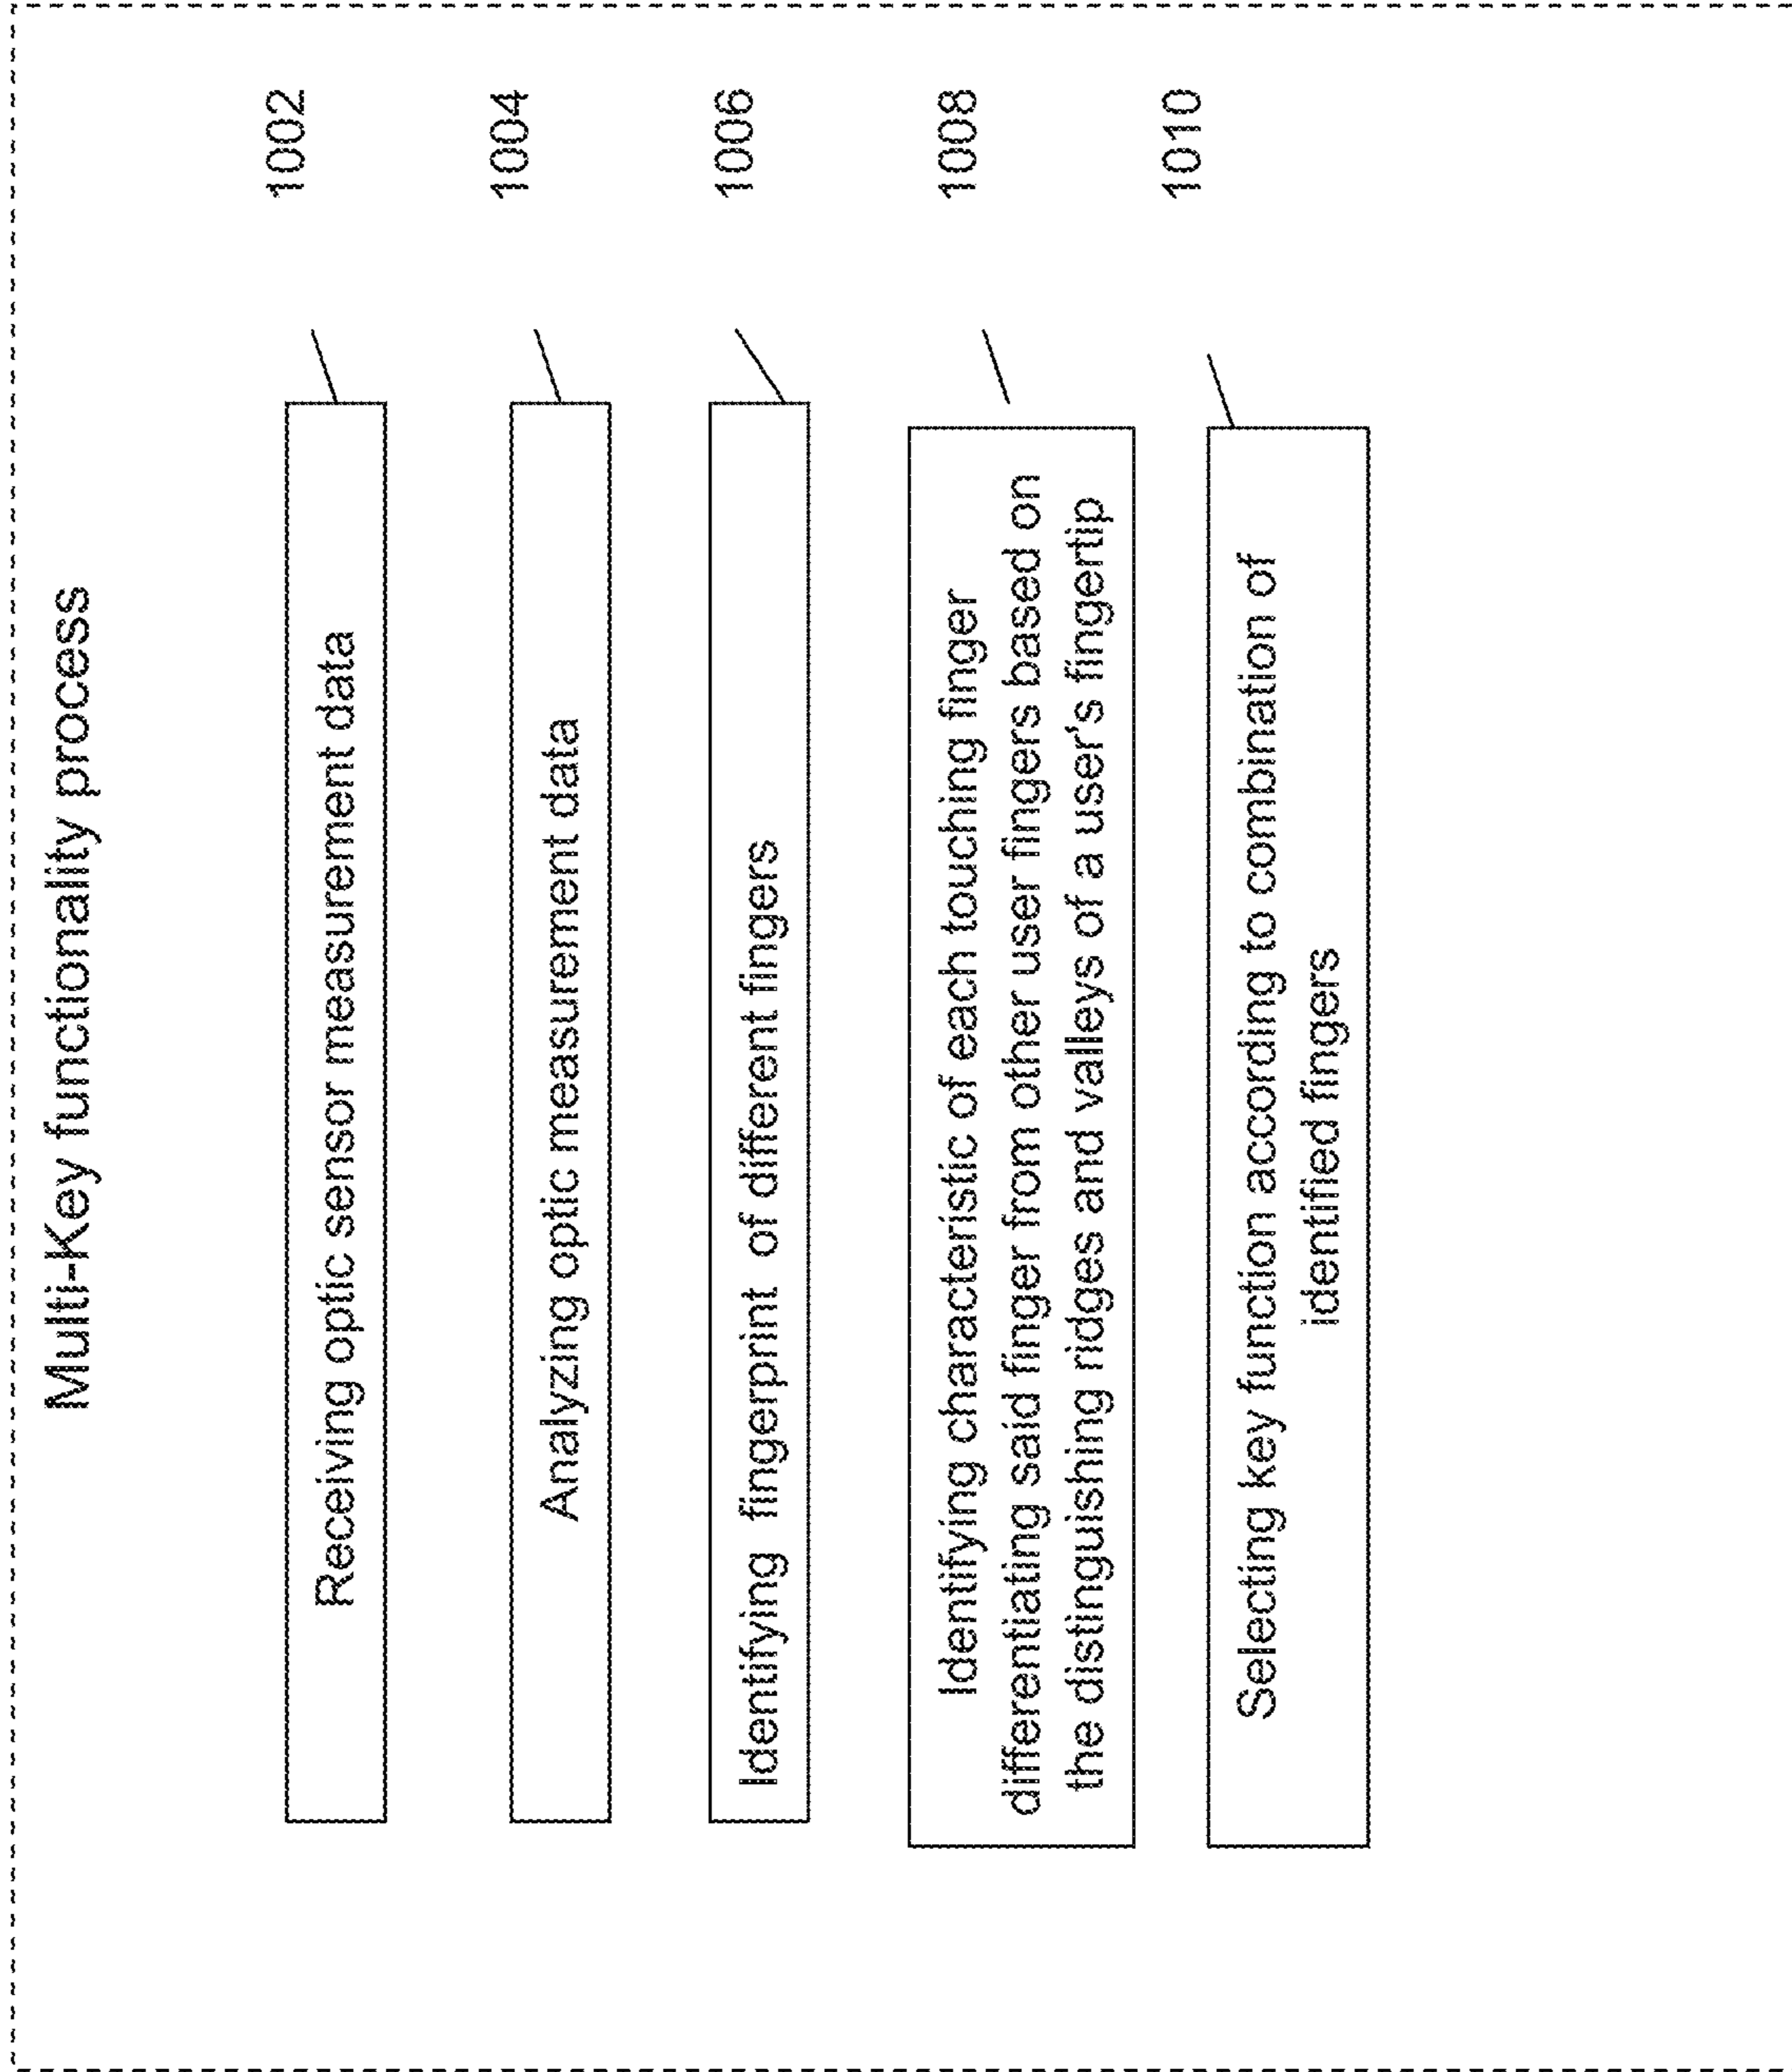 Multi-Key functionality process
Receiving optic sensor measurement data
1002
Analyzing optic measurement data
1004
Identifying fingerprint of different fingers
1006
Identifying characteristic of each touching finger
differentiating said finger from other user fingers based on
the distinguishing ridges and valleys of a user's fingertip
1008
Selecting key function according to combination of
identified fingers
1010